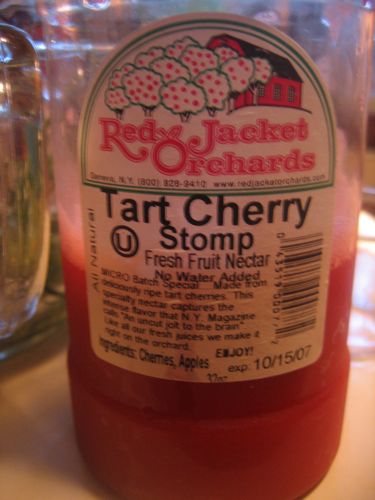 Red Jacket
Orchards
Geneva, N.Y. (800) 828-9410 www.redjacketorchards.com
Tart Cherry
U Stomp
Fresh Fruit Nectar
No Water Added
All Natural
MICRO Batch Special Made from
deliciously ripe tart cherries. This
specialty nectar captures the
intense flavor that N.Y. Magazine
calls "An uncut jolt to the brain"
Like all our fresh juices we make it
right on the orchard.
ENJOY!
Ingredients: Cherries, Apples
exp: 10/15/07
32oz